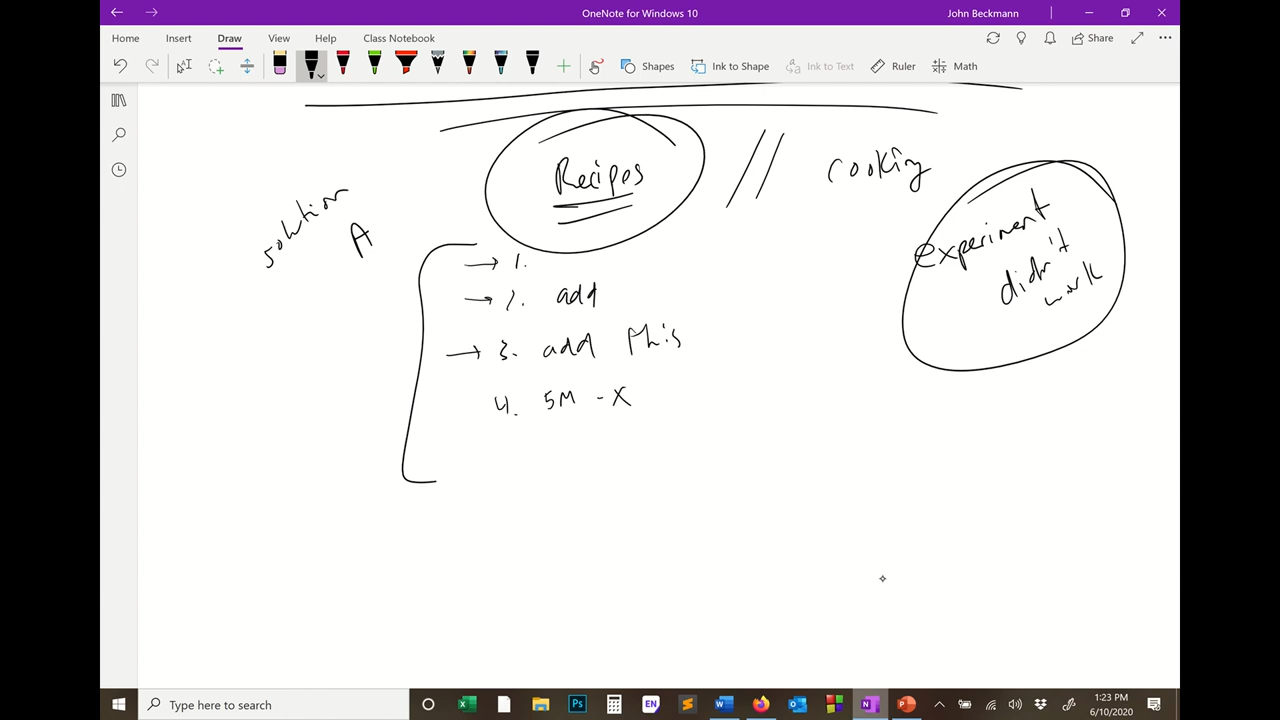 OneNote for Windows 10
John Beckmann
Home Insert Draw View Help Class Notebook
Share
Shapes Ink to Shape Ink to Text Ruler Math
Recipes // cooking
solution
A
experiment
didn't
work
→ 1.
→ 2. add
→ 3. add this
4. 5M - X
Type here to search
1:23 PM
6/10/2020